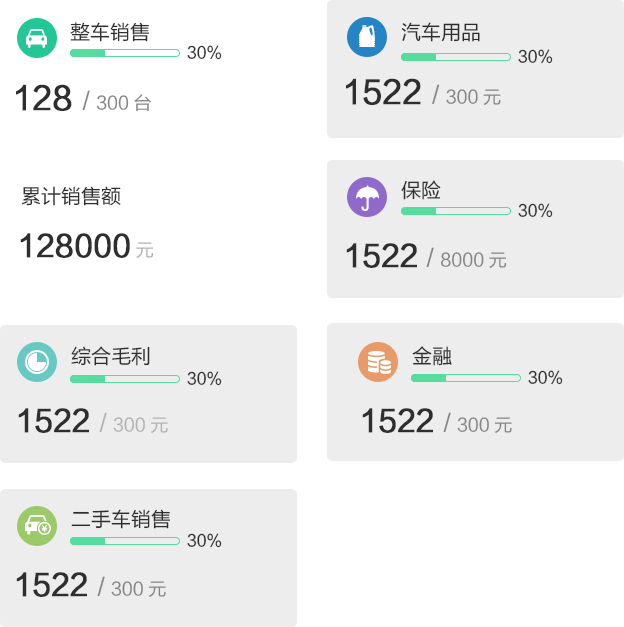 整车销售
30%
128 / 300 台
汽车用品
30%
1522 / 300 元
累计销售额
128000 元
保险
30%
1522 / 8000 元
综合毛利
30%
1522 / 300 元
金融
30%
1522 / 300 元
二手车销售
30%
1522 / 300 元